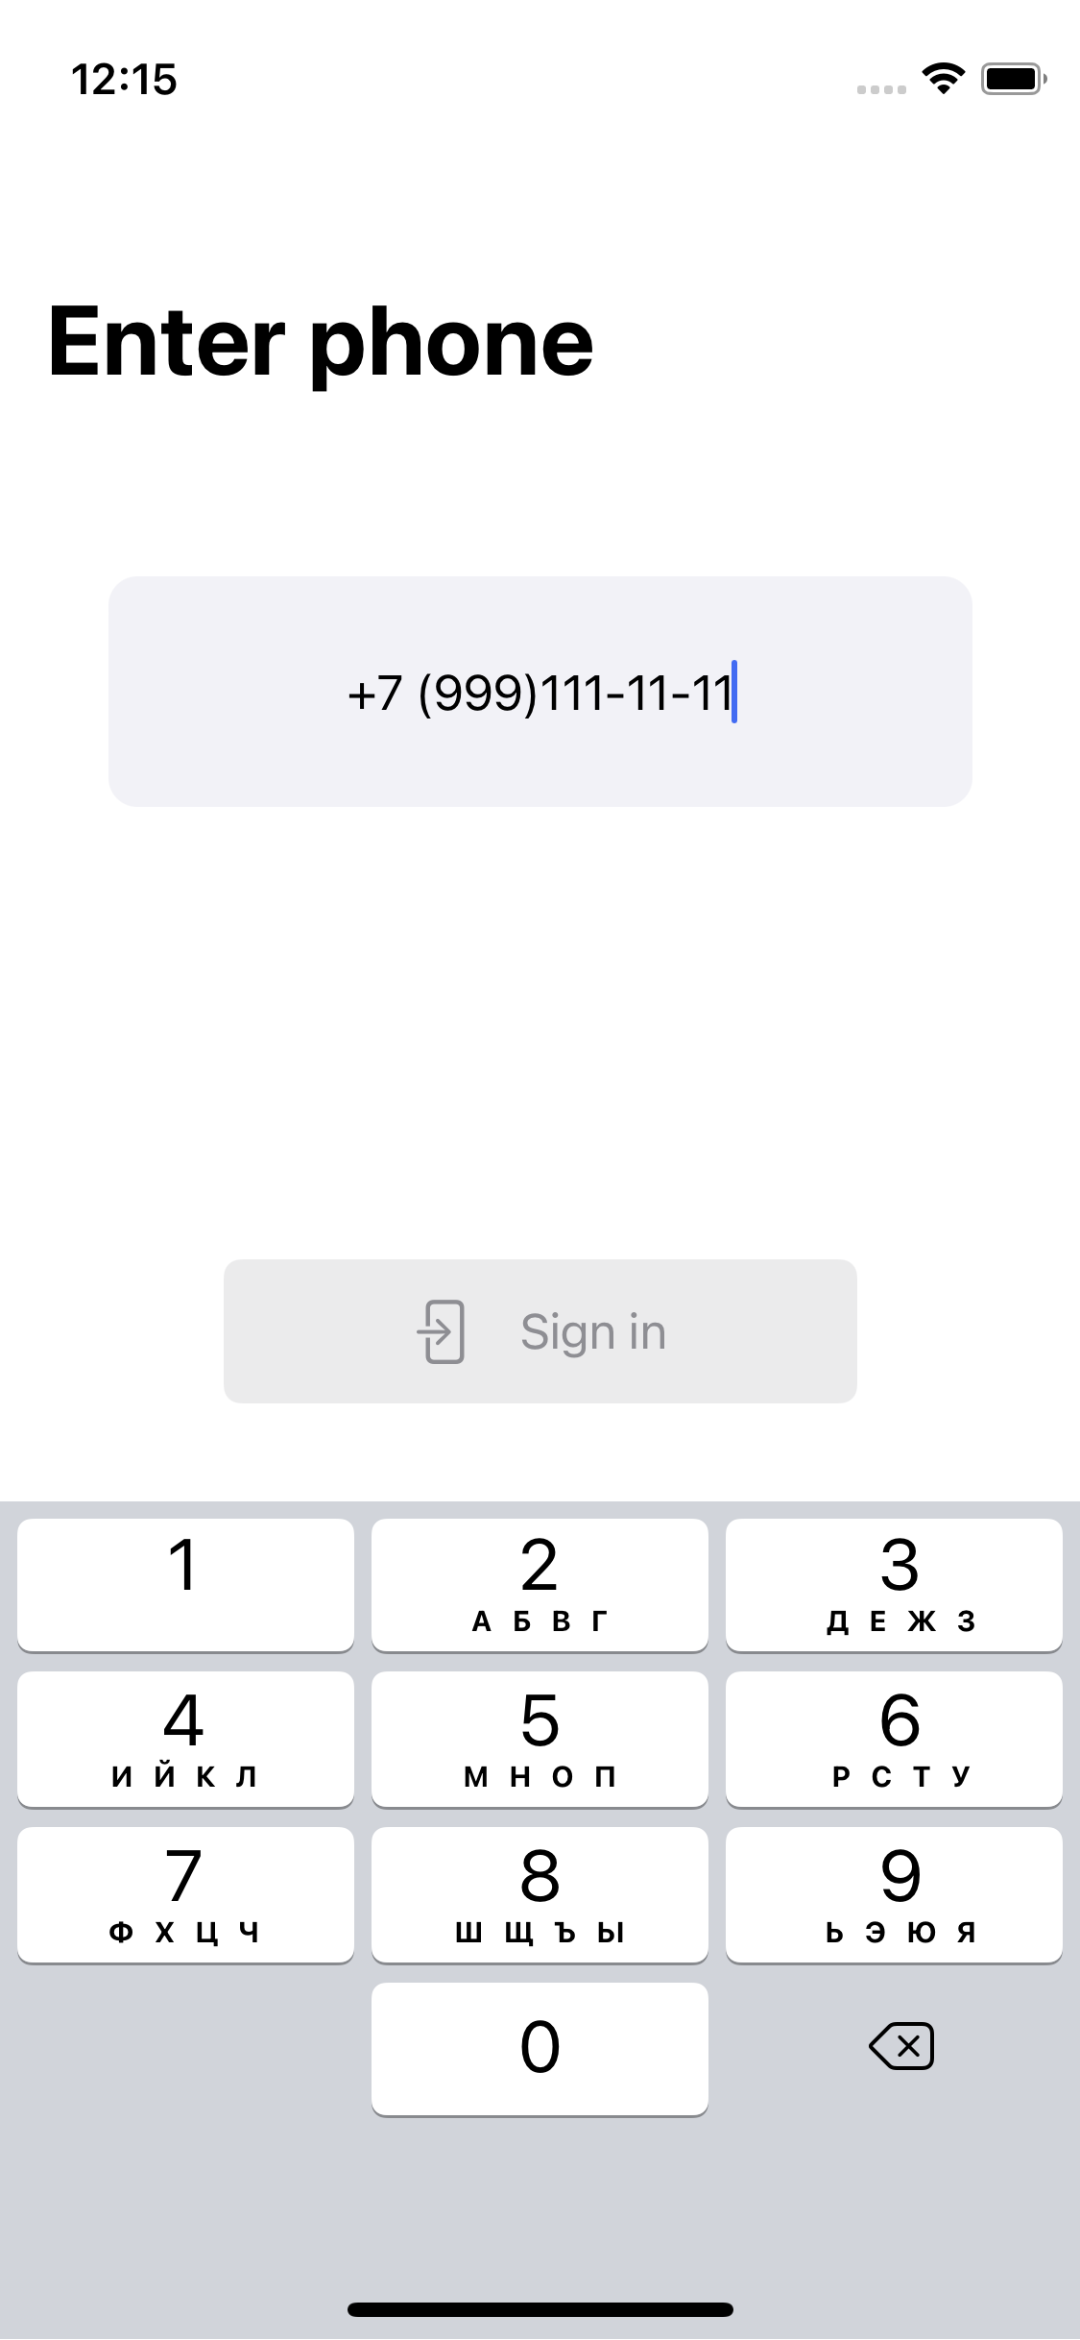 12:15
Enter phone
+7 (999)111-11-11
Sign in
1 2 3
А Б В Г Д Е Ж З
4 5 6
И Й К Л М Н О П Р С Т У
7 8 9
Ф Х Ц Ч Ш Щ Ъ Ы Ь Э Ю Я
0